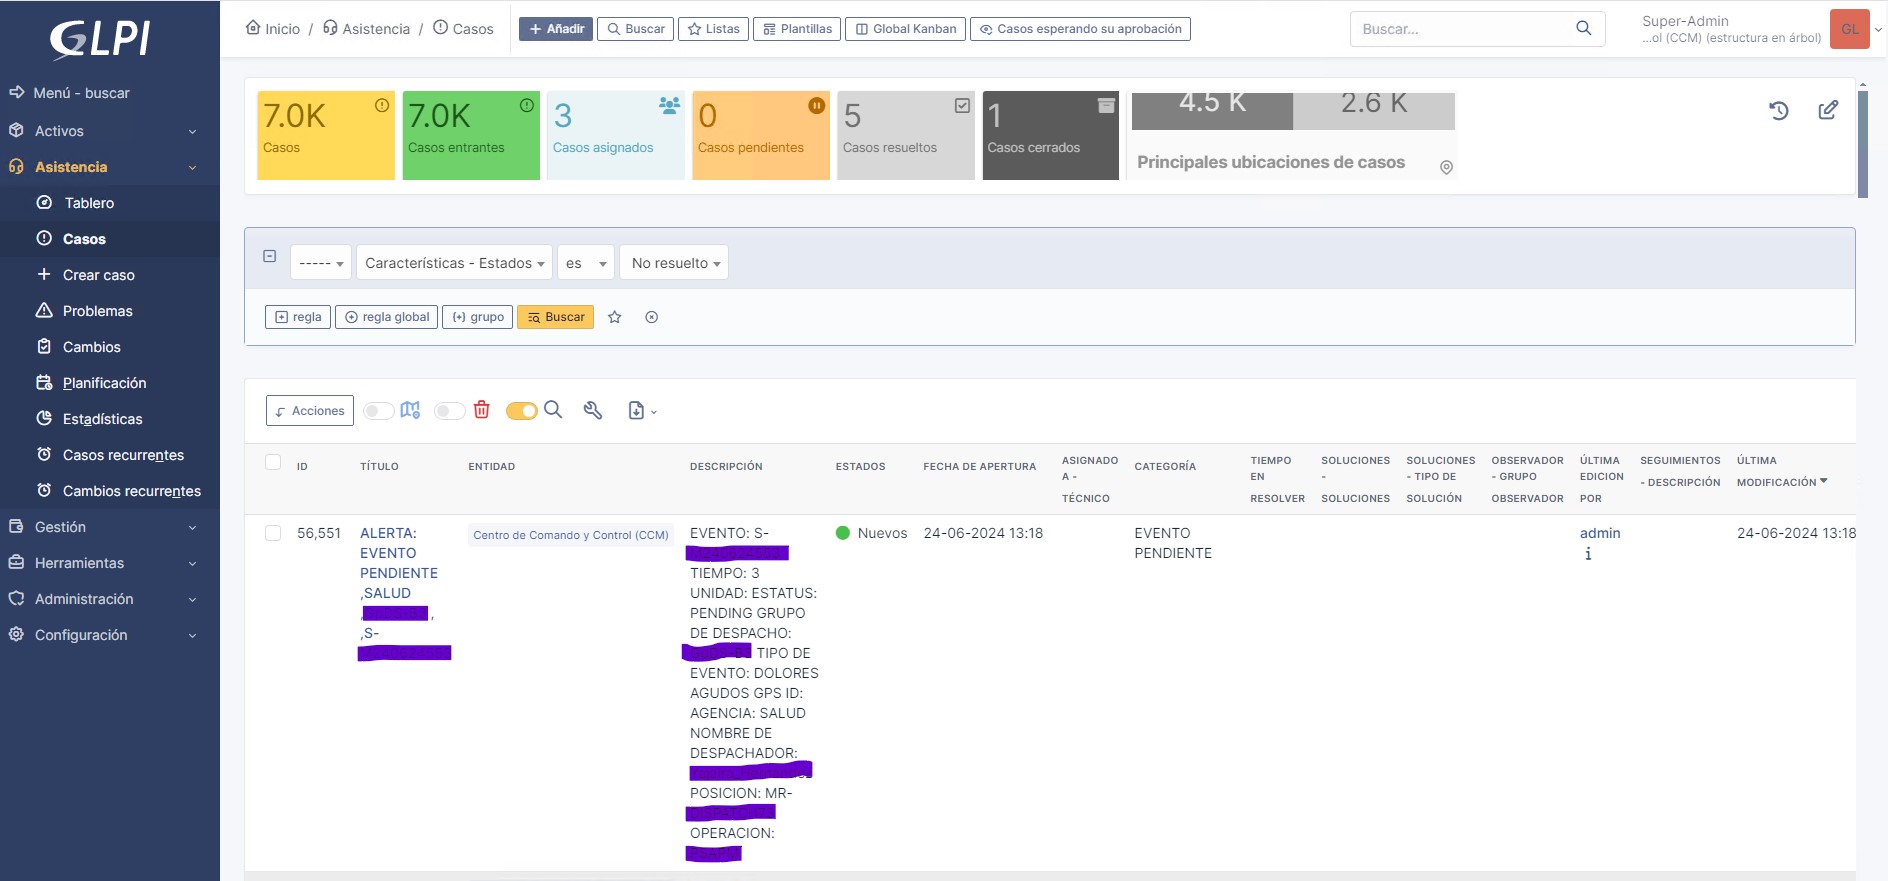 GLPI
Inicio / Asistencia / Casos
Añadir
Buscar
Listas
Plantillas
Global Kanban
Casos esperando su aprobación
Buscar...
Super-Admin
...ol (CCM) (estructura en árbol)
GL
Menú - buscar
Activos
Asistencia
Tablero
Casos
Crear caso
Problemas
Cambios
Planificación
Estadísticas
Casos recurrentes
Cambios recurrentes
Gestión
Herramientas
Administración
Configuración
7.0K
Casos
7.0K
Casos entrantes
3
Casos asignados
0
Casos pendientes
5
Casos resueltos
1
Casos cerrados
4.5 K
2.6 K
Principales ubicaciones de casos
-----
Características - Estados
es
No resuelto
regla
regla global
grupo
Buscar
Acciones
ID
TÍTULO
ENTIDAD
DESCRIPCIÓN
ESTADOS
FECHA DE APERTURA
ASIGNADO
A -
TÉCNICO
CATEGORÍA
TIEMPO
EN
RESOLVER
SOLUCIONES
-
SOLUCIONES
SOLUCIONES
- TIPO DE
SOLUCIÓN
OBSERVADOR
- GRUPO
OBSERVADOR
ÚLTIMA
EDICION
POR
SEGUIMIENTOS
- DESCRIPCIÓN
ÚLTIMA
MODIFICACIÓN
56,551
ALERTA:
EVENTO
PENDIENTE
,SALUD
,
,S-
Centro de Comando y Control (CCM)
EVENTO: S-
TIEMPO: 3
UNIDAD: ESTATUS:
PENDING GRUPO
DE DESPACHO:
TIPO DE
EVENTO: DOLORES
AGUDOS GPS ID:
AGENCIA: SALUD
NOMBRE DE
DESPACHADOR:
POSICION: MR-
OPERACION:
Nuevos
24-06-2024 13:18
EVENTO
PENDIENTE
admin
24-06-2024 13:18